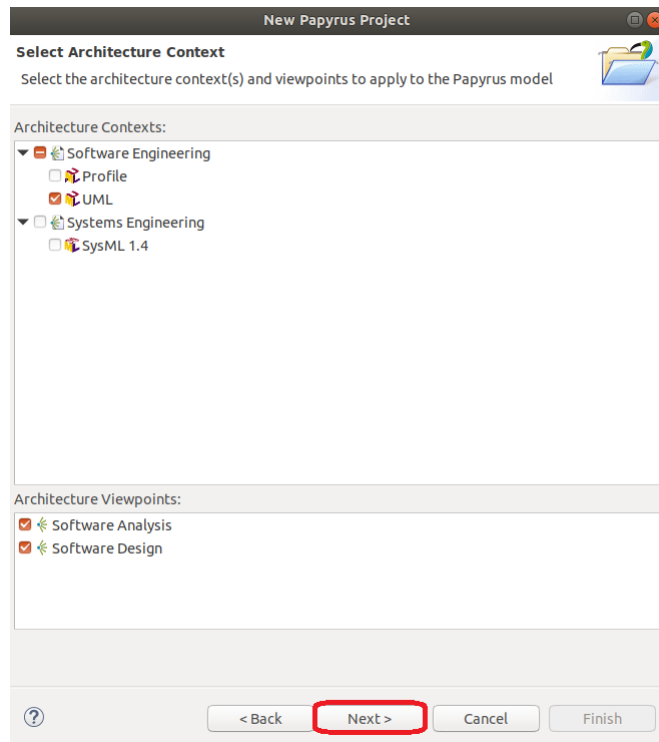 New Papyrus Project
Select Architecture Context
Select the architecture context(s) and viewpoints to apply to the Papyrus model
Architecture Contexts:
Software Engineering
Profile
UML
Systems Engineering
SysML 1.4
Architecture Viewpoints:
Software Analysis
Software Design
? < Back Next > Cancel Finish